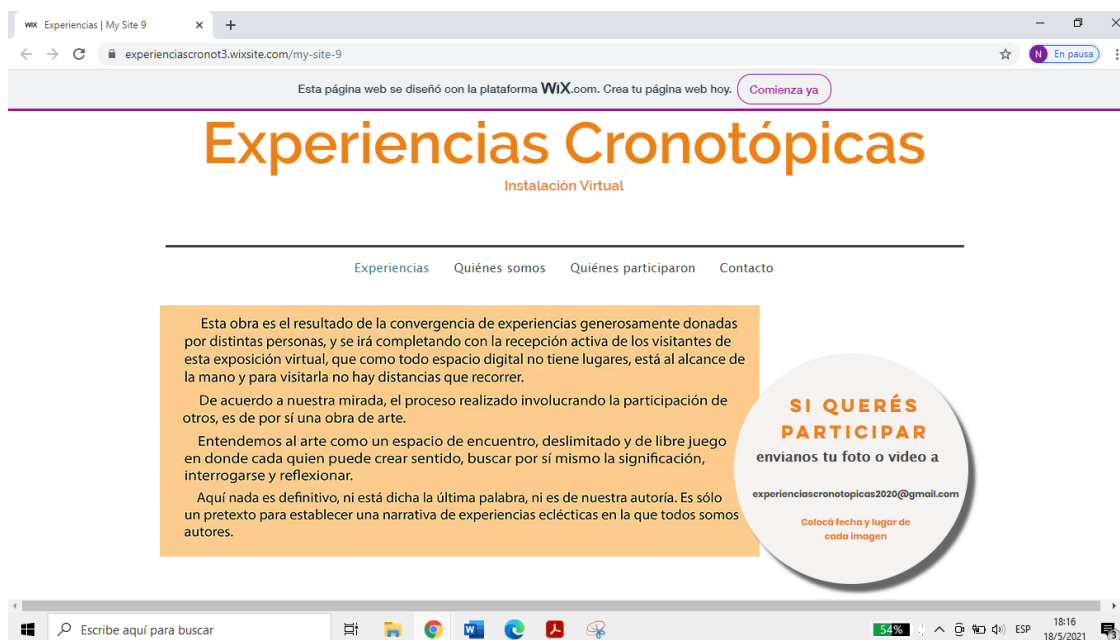 WiX Experiencias | My Site 9
experienciascronot3.wixsite.com/my-site-9
N En pausa
Esta página web se diseñó con la plataforma WiX.com. Crea tu página web hoy. Comienza ya
Experiencias Cronotópicas
Instalación Virtual
Experiencias Quiénes somos Quiénes participaron Contacto
Esta obra es el resultado de la convergencia de experiencias generosamente donadas
por distintas personas, y se irá completando con la recepción activa de los visitantes de
esta exposición virtual, que como todo espacio digital no tiene lugares, está al alcance de
la mano y para visitarla no hay distancias que recorrer.
De acuerdo a nuestra mirada, el proceso realizado involucrando la participación de
otros, es de por sí una obra de arte.
Entendemos al arte como un espacio de encuentro, deslimitado y de libre juego
en donde cada quien puede crear sentido, buscar por sí mismo la significación,
interrogarse y reflexionar.
Aquí nada es definitivo, ni está dicha la última palabra, ni es de nuestra autoría. Es sólo
un pretexto para establecer una narrativa de experiencias eclécticas en la que todos somos
autores.
SI QUERÉS
PARTICIPAR
envianos tu foto o video a
experienciascronotopicas2020@gmail.com
Colocá fecha y lugar de
cada imagen
Escribe aquí para buscar
54%
ESP
18:16
18/5/2021